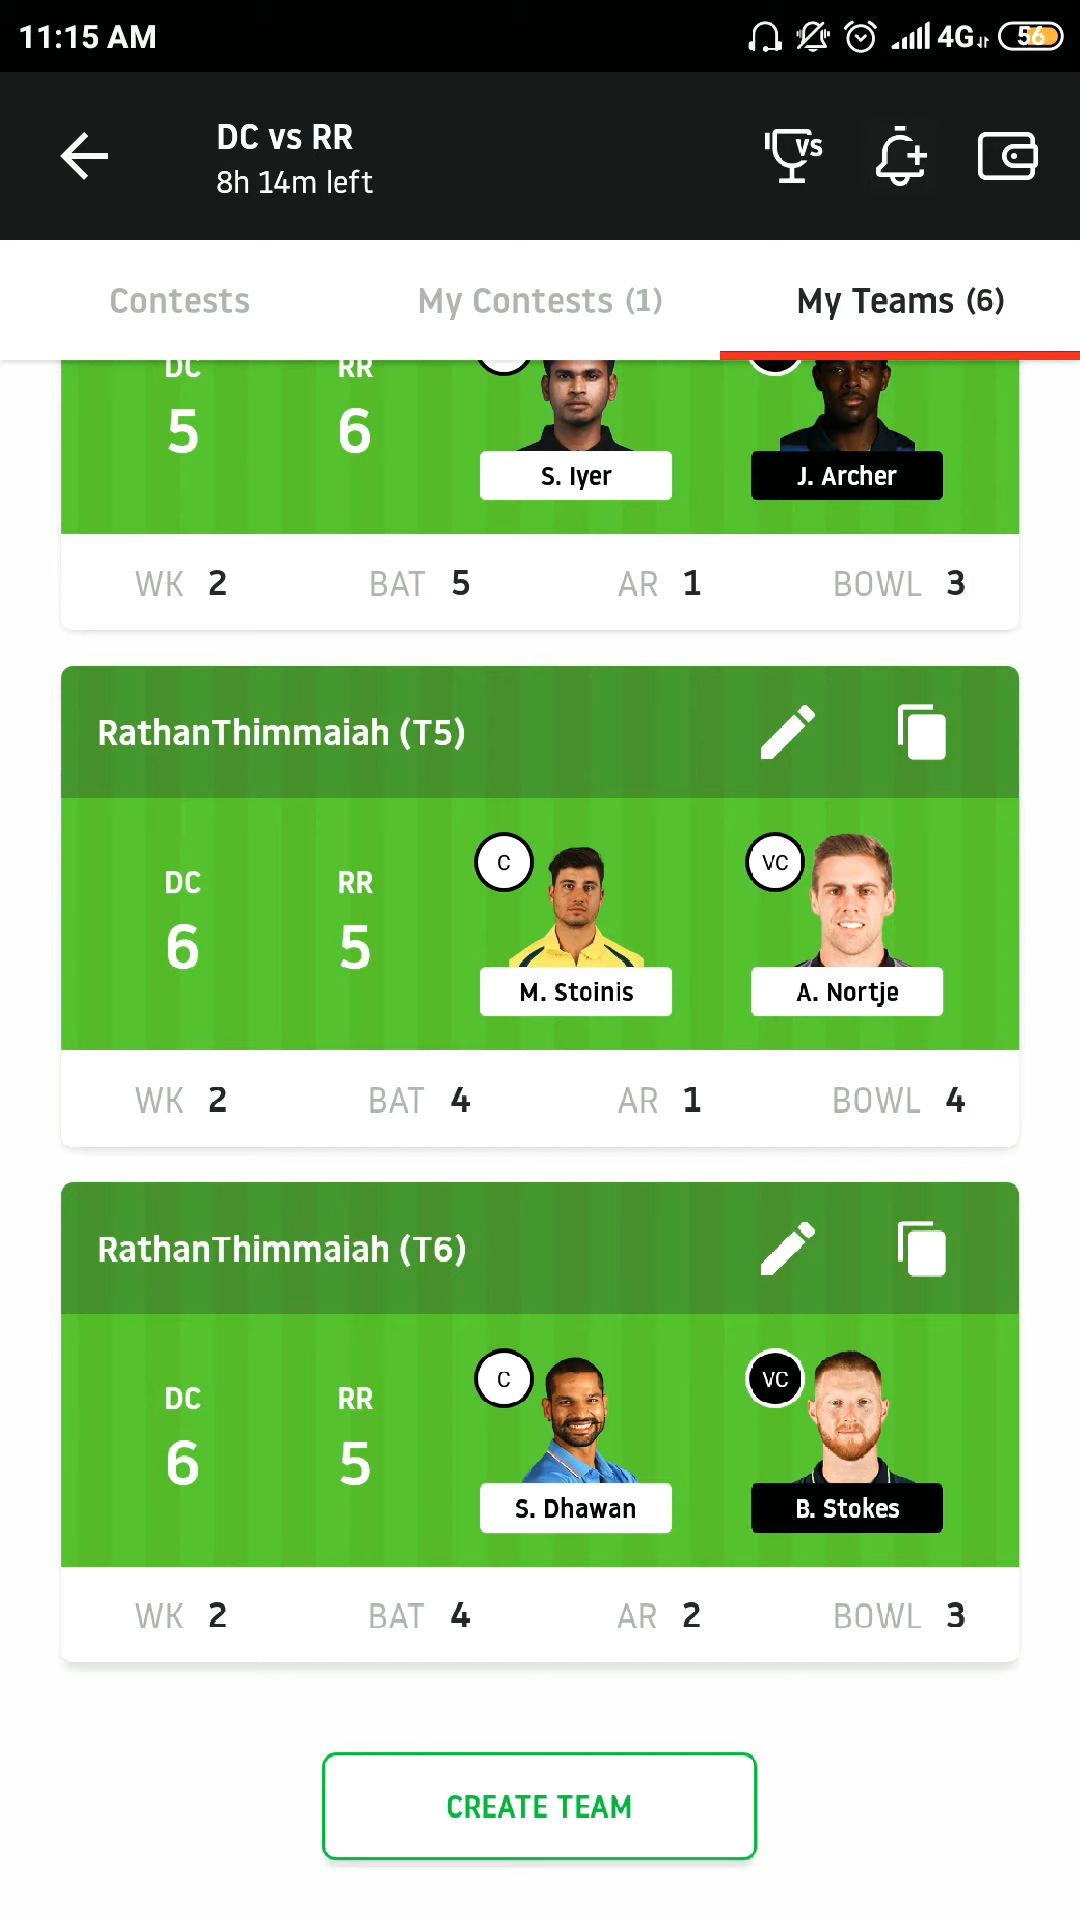 11:15 AM
4G
56
DC vs RR
8h 14m left
VS
Contests
My Contests (1)
My Teams (6)
DC
RR
5
6
S. Iyer
J. Archer
WK 2
BAT 5
AR 1
BOWL 3
RathanThimmaiah (T5)
C
VC
DC
RR
6
5
M. Stoinis
A. Nortje
WK 2
BAT 4
AR 1
BOWL 4
RathanThimmaiah (T6)
C
VC
DC
RR
6
5
S. Dhawan
B. Stokes
WK 2
BAT 4
AR 2
BOWL 3
CREATE TEAM